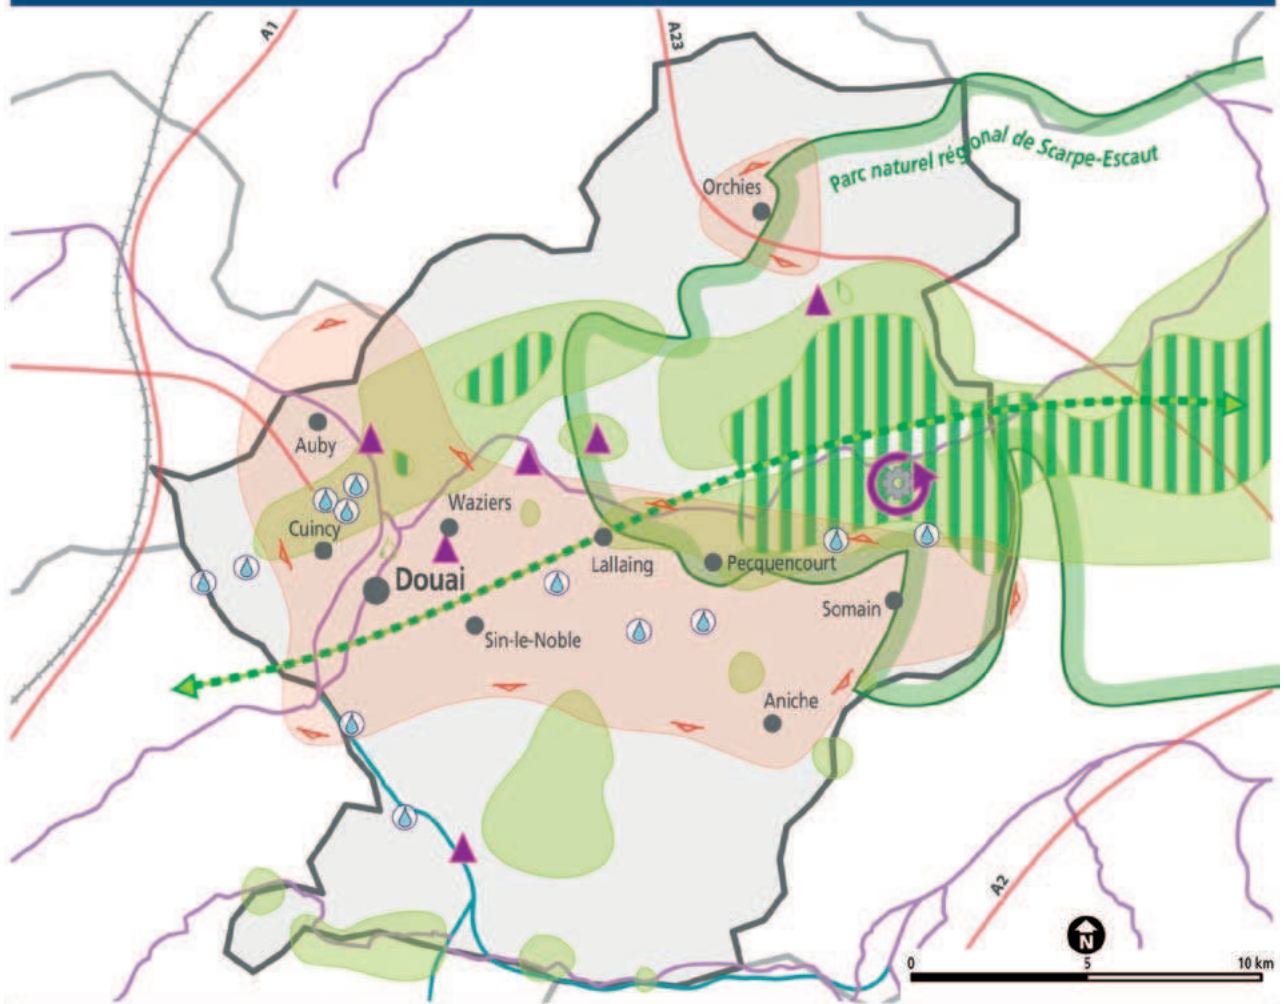 A1
A23
Parc naturel régional de Scarpe-Escaut
Orchies
Auby
Waziers
Cuincy
Lallaing
Pecquencourt
Douai
Somain
Sin-le-Noble
Aniche
A2
N
0 5 10 km